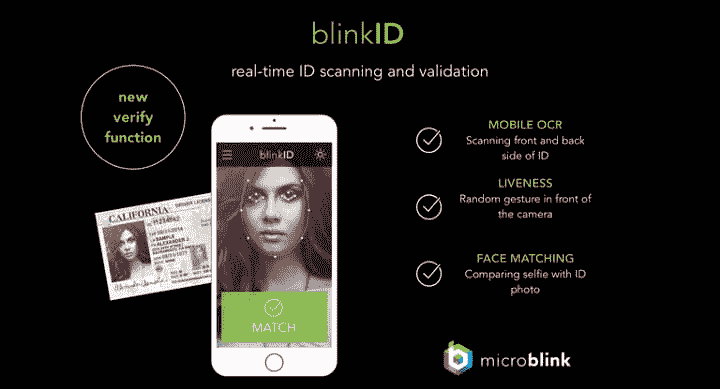 blinkID
real-time ID scanning and validation
new
verify
function
MOBILE OCR
Scanning front and back
side of ID
LIVENESS
Random gesture in front of
the camera
FACE MATCHING
Comparing selfie with ID
photo
blinkID
MATCH
CALIFORNIA
DRIVER LICENSE
SAMPLE
ALEXANDER J
microblink